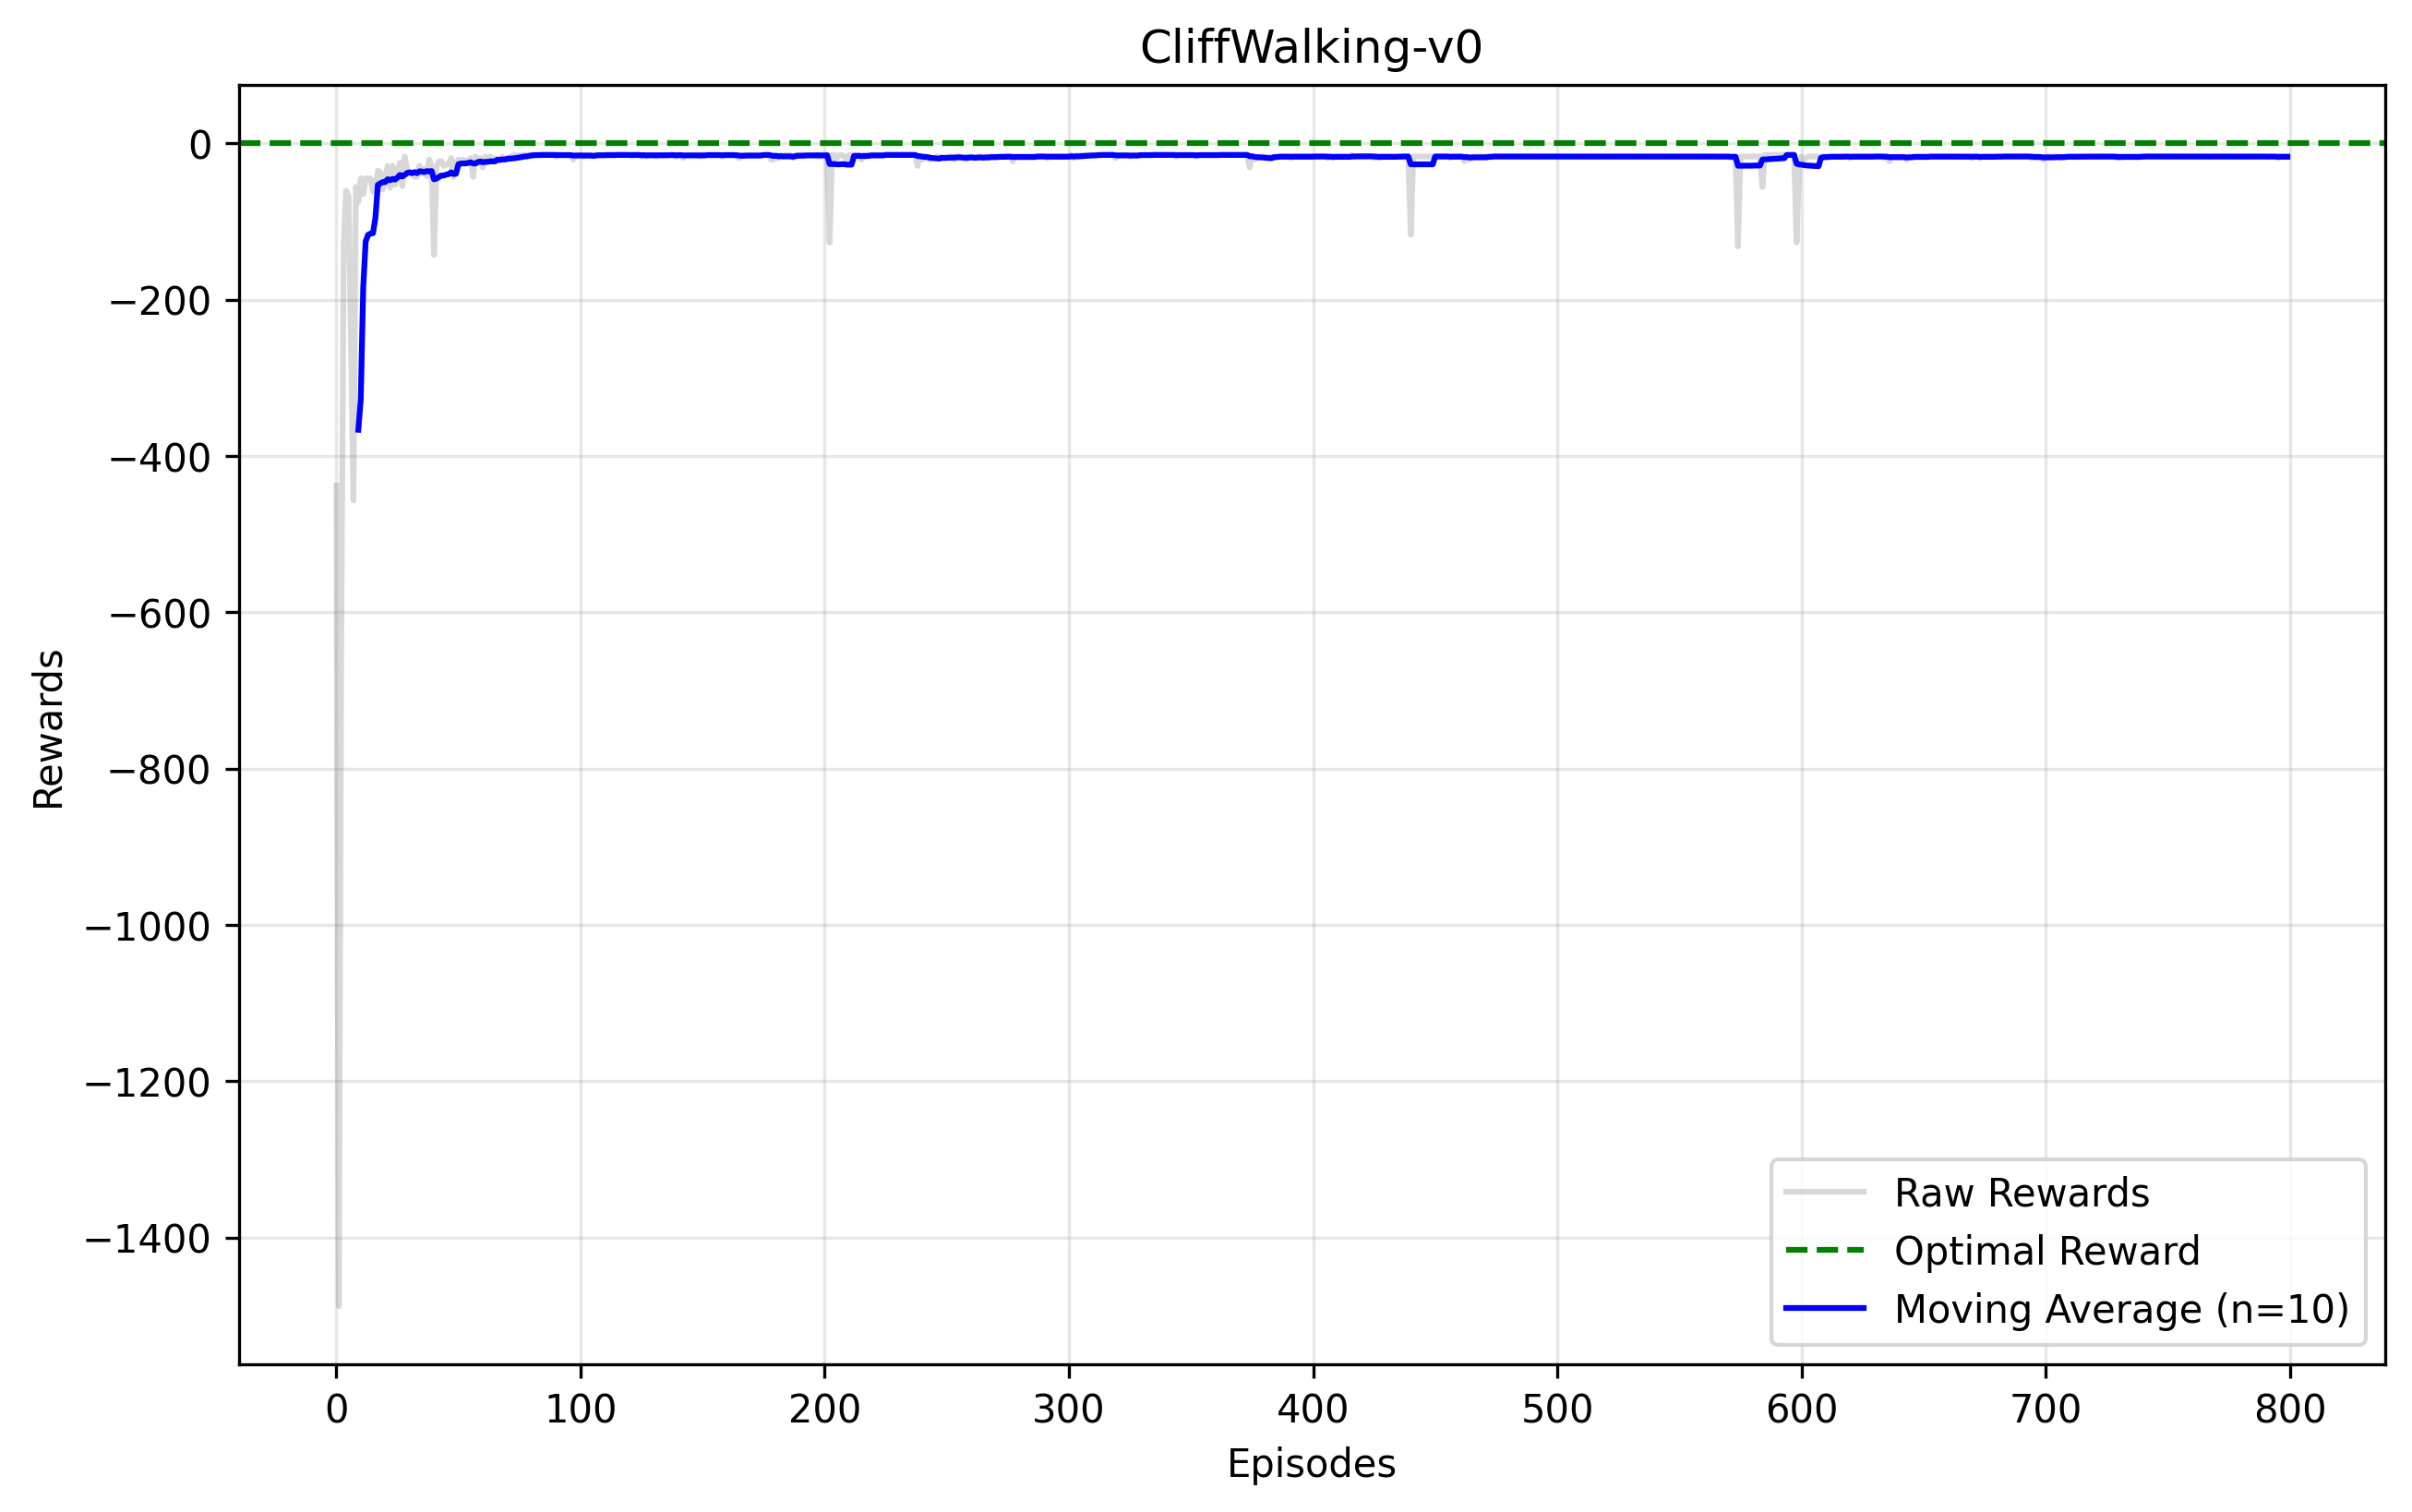 CliffWalking-v0
0
−200
−400
−600
−800
−1000
−1200
−1400
Rewards
Raw Rewards
Optimal Reward
Moving Average (n=10)
0 100 200 300 400 500 600 700 800
Episodes